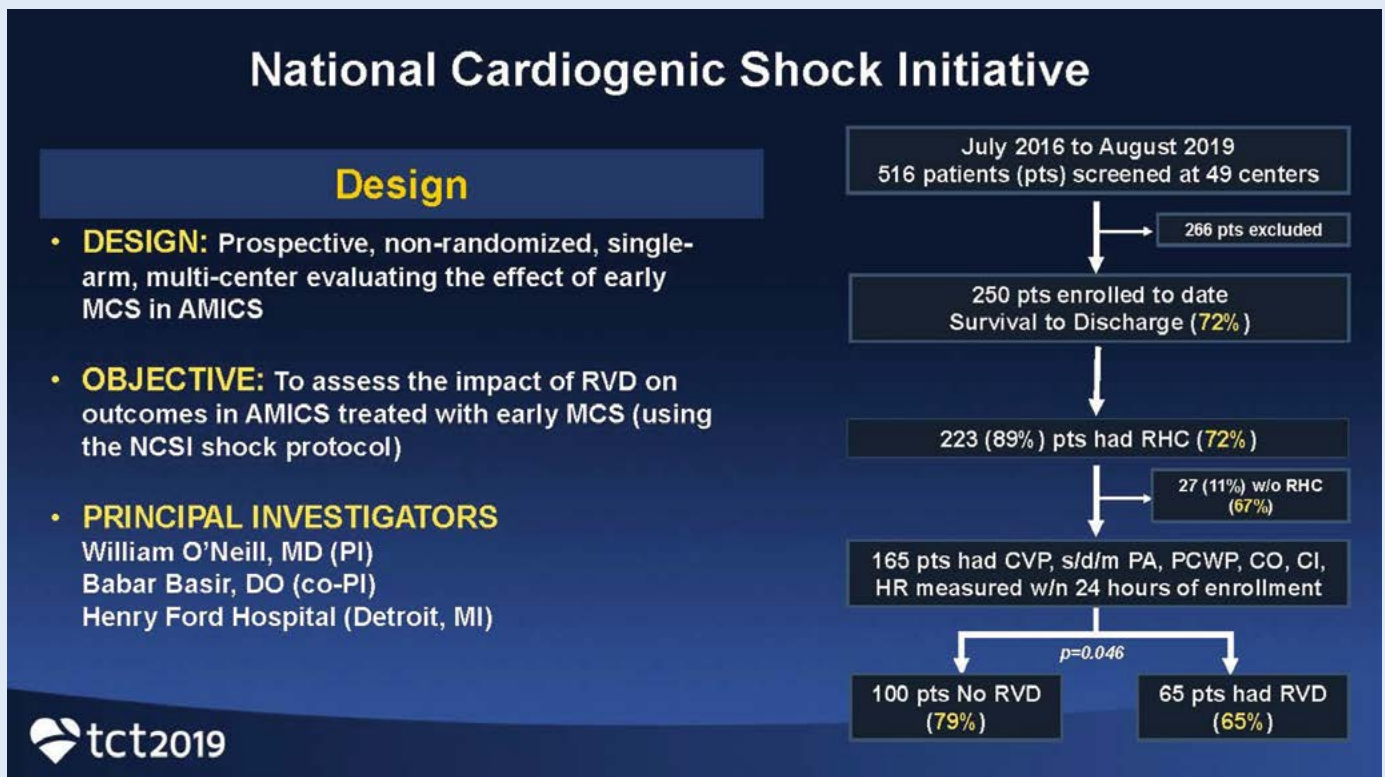 National Cardiogenic Shock Initiative
Design
• DESIGN: Prospective, non-randomized, single-
arm, multi-center evaluating the effect of early
MCS in AMICS
• OBJECTIVE: To assess the impact of RVD on
outcomes in AMICS treated with early MCS (using
the NCSI shock protocol)
• PRINCIPAL INVESTIGATORS
William O'Neill, MD (PI)
Babar Basir, DO (co-PI)
Henry Ford Hospital (Detroit, MI)
July 2016 to August 2019
516 patients (pts) screened at 49 centers
266 pts excluded
250 pts enrolled to date
Survival to Discharge (72%)
223 (89%) pts had RHC (72%)
27 (11%) w/o RHC
(67%)
165 pts had CVP, s/d/m PA, PCWP, CO, CI,
HR measured w/n 24 hours of enrollment
p=0.046
100 pts No RVD
(79%)
65 pts had RVD
(65%)
tct2019